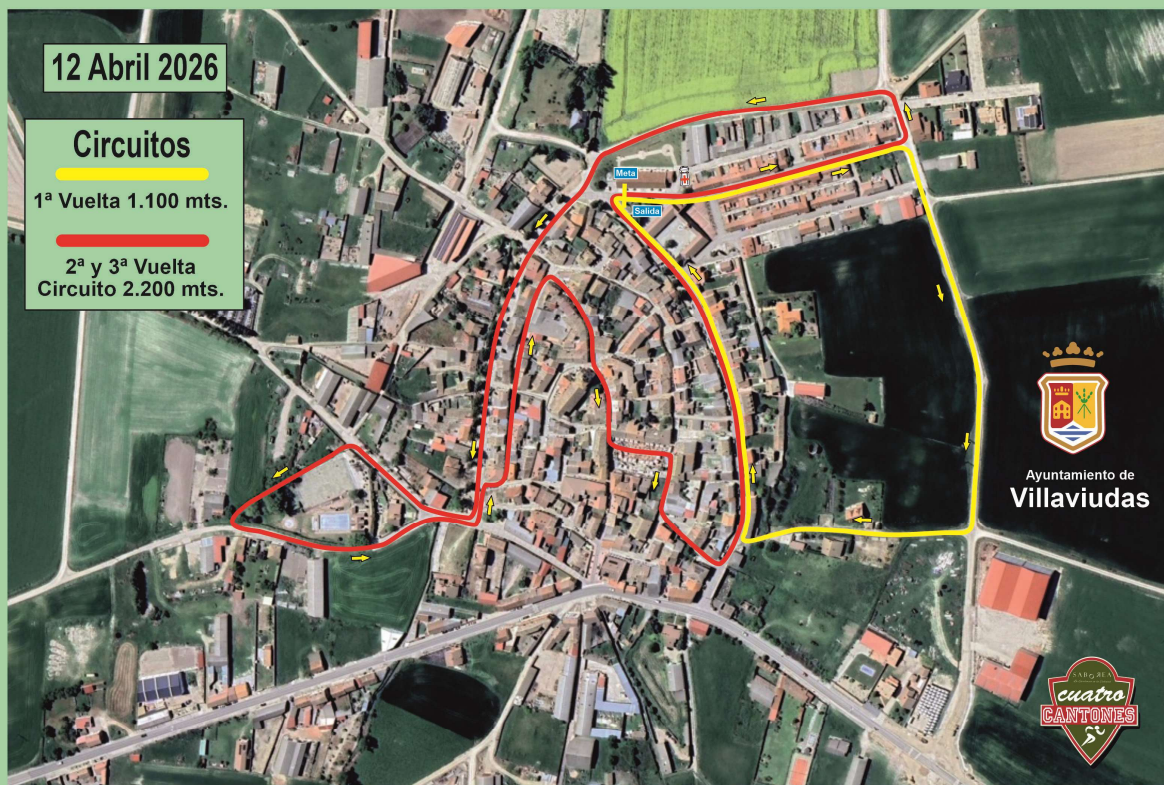 12 Abril 2026
Circuitos
1ª Vuelta 1.100 mts.
2ª y 3ª Vuelta
Circuito 2.200 mts.
Meta
Salida
Ayuntamiento de
Villaviudas
SABOREA
cuatro
CANTONES